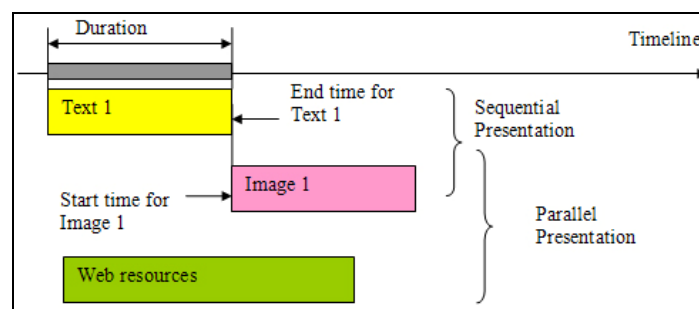 Duration
Timeline
Text 1
End time for
Text 1
Sequential
Presentation
Image 1
Start time for
Image 1
Parallel
Presentation
Web resources